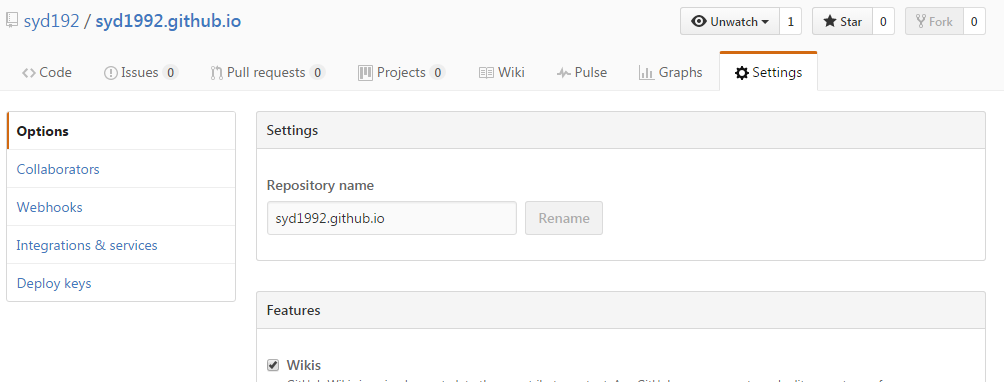 syd192 / syd1992.github.io
Unwatch 1 Star 0 Fork 0
Code Issues 0 Pull requests 0 Projects 0 Wiki Pulse Graphs Settings
Options
Collaborators
Webhooks
Integrations & services
Deploy keys
Settings
Repository name
syd1992.github.io Rename
Features
Wikis